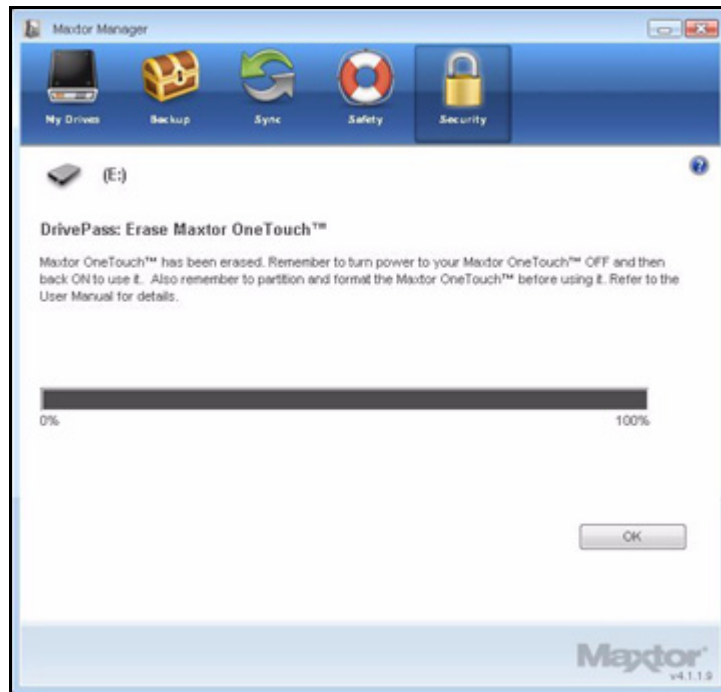 Maxtor Manager
My Drives Backup Sync Safety Security
(E:)
DrivePass: Erase Maxtor OneTouch™
Maxtor OneTouch™ has been erased. Remember to turn power to your Maxtor OneTouch™ OFF and then
back ON to use it. Also remember to partition and format the Maxtor OneTouch™ before using it. Refer to the
User Manual for details.
0% 100%
OK
Maxtor
v4.1.1.9